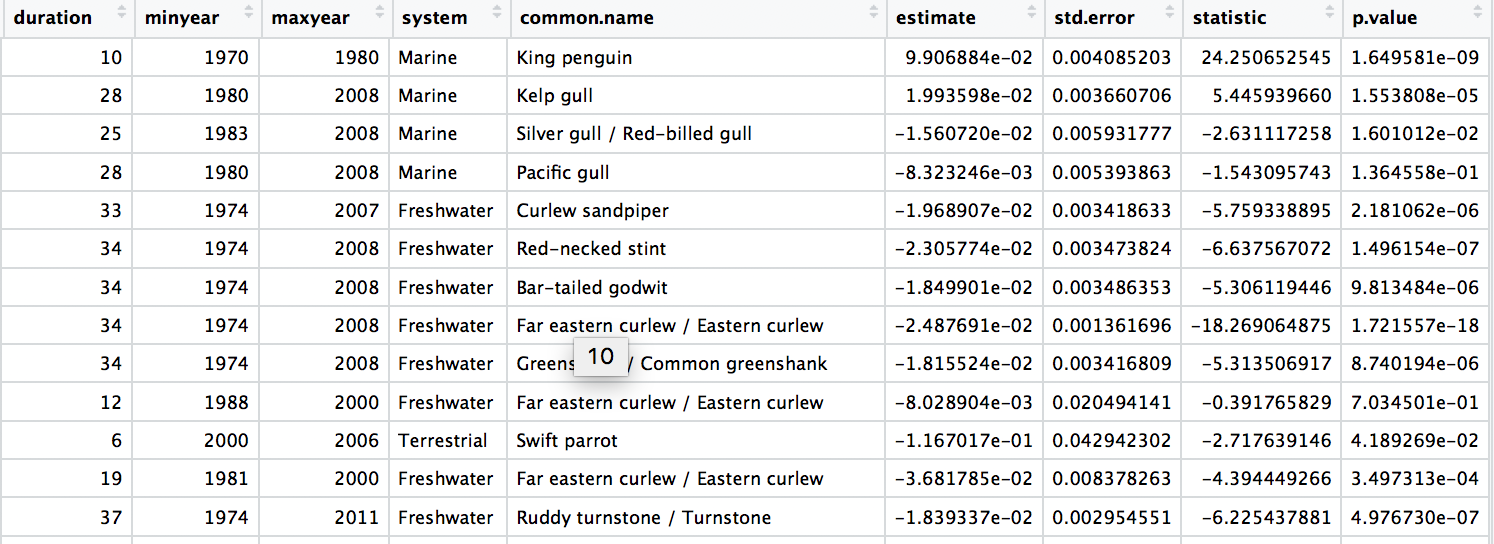 duration minyear maxyear system common.name estimate std.error statistic p.value
10 1970 1980 Marine King penguin 9.906884e-02 0.004085203 24.250652545 1.649581e-09
28 1980 2008 Marine Kelp gull 1.993598e-02 0.003660706 5.445939660 1.553808e-05
25 1983 2008 Marine Silver gull / Red-billed gull -1.560720e-02 0.005931777 -2.631117258 1.601012e-02
28 1980 2008 Marine Pacific gull -8.323246e-03 0.005393863 -1.543095743 1.364558e-01
33 1974 2007 Freshwater Curlew sandpiper -1.968907e-02 0.003418633 -5.759338895 2.181062e-06
34 1974 2008 Freshwater Red-necked stint -2.305774e-02 0.003473824 -6.637567072 1.496154e-07
34 1974 2008 Freshwater Bar-tailed godwit -1.849901e-02 0.003486353 -5.306119446 9.813484e-06
34 1974 2008 Freshwater Far eastern curlew / Eastern curlew -2.487691e-02 0.001361696 -18.269064875 1.721557e-18
34 1974 2008 Freshwater Greens 10 / Common greenshank -1.815524e-02 0.003416809 -5.313506917 8.740194e-06
12 1988 2000 Freshwater Far eastern curlew / Eastern curlew -8.028904e-03 0.020494141 -0.391765829 7.034501e-01
6 2000 2006 Terrestrial Swift parrot -1.167017e-01 0.042942302 -2.717639146 4.189269e-02
19 1981 2000 Freshwater Far eastern curlew / Eastern curlew -3.681785e-02 0.008378263 -4.394449266 3.497313e-04
37 1974 2011 Freshwater Ruddy turnstone / Turnstone -1.839337e-02 0.002954551 -6.225437881 4.976730e-07